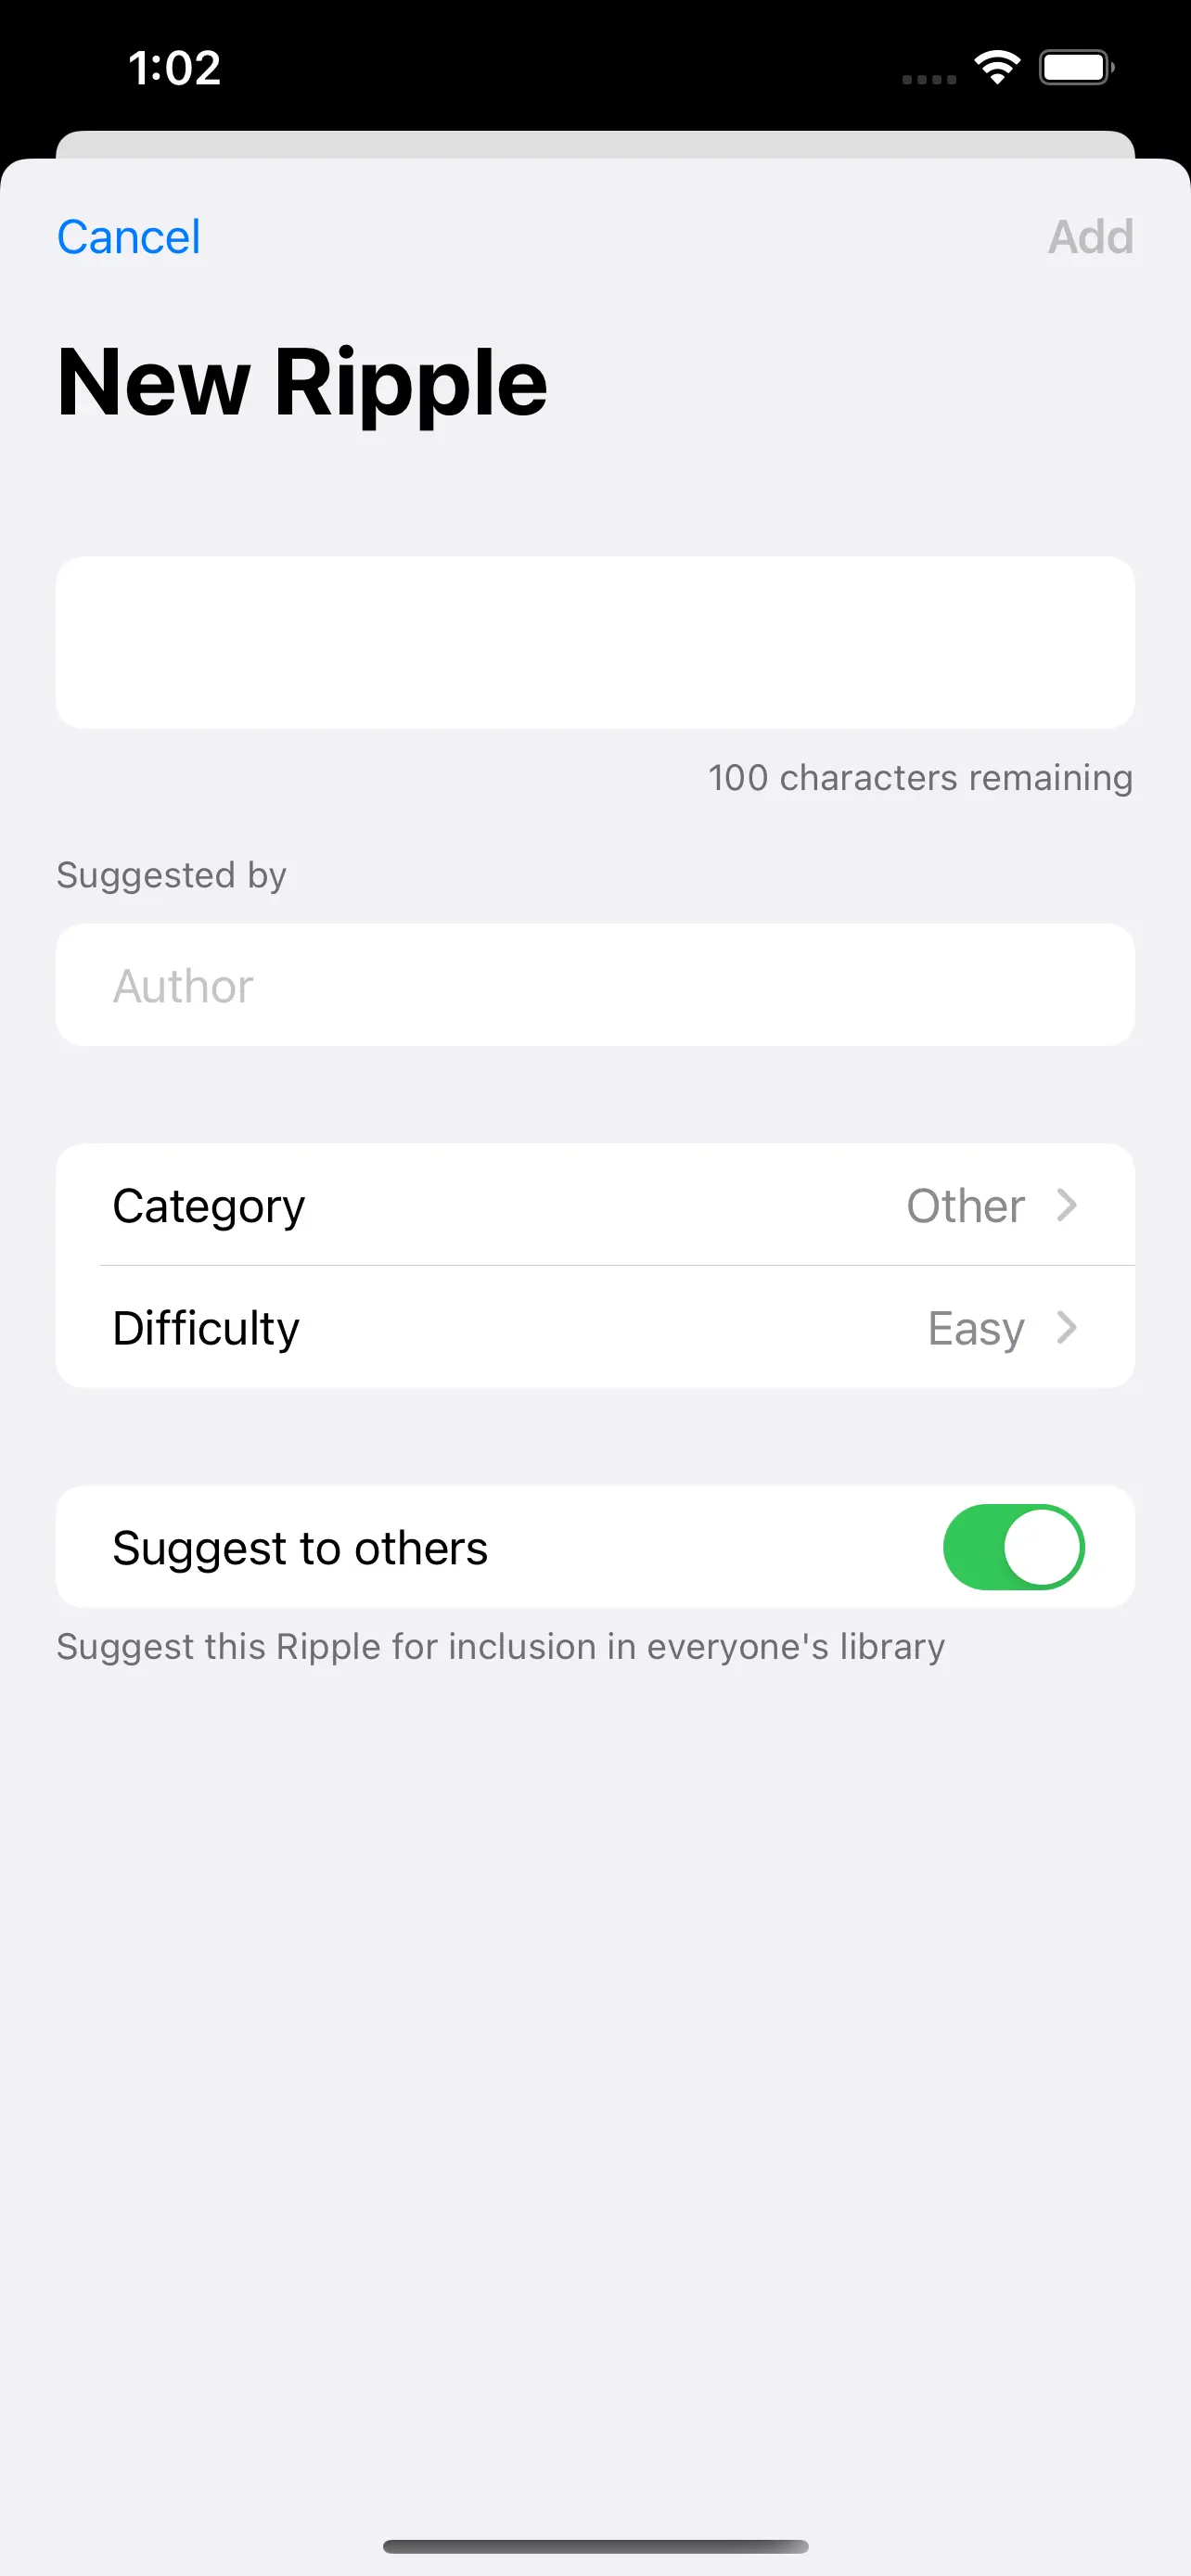 1:02
Cancel
Add
New Ripple
100 characters remaining
Suggested by
Author
Category
Other
Difficulty
Easy
Suggest to others
Suggest this Ripple for inclusion in everyone's library